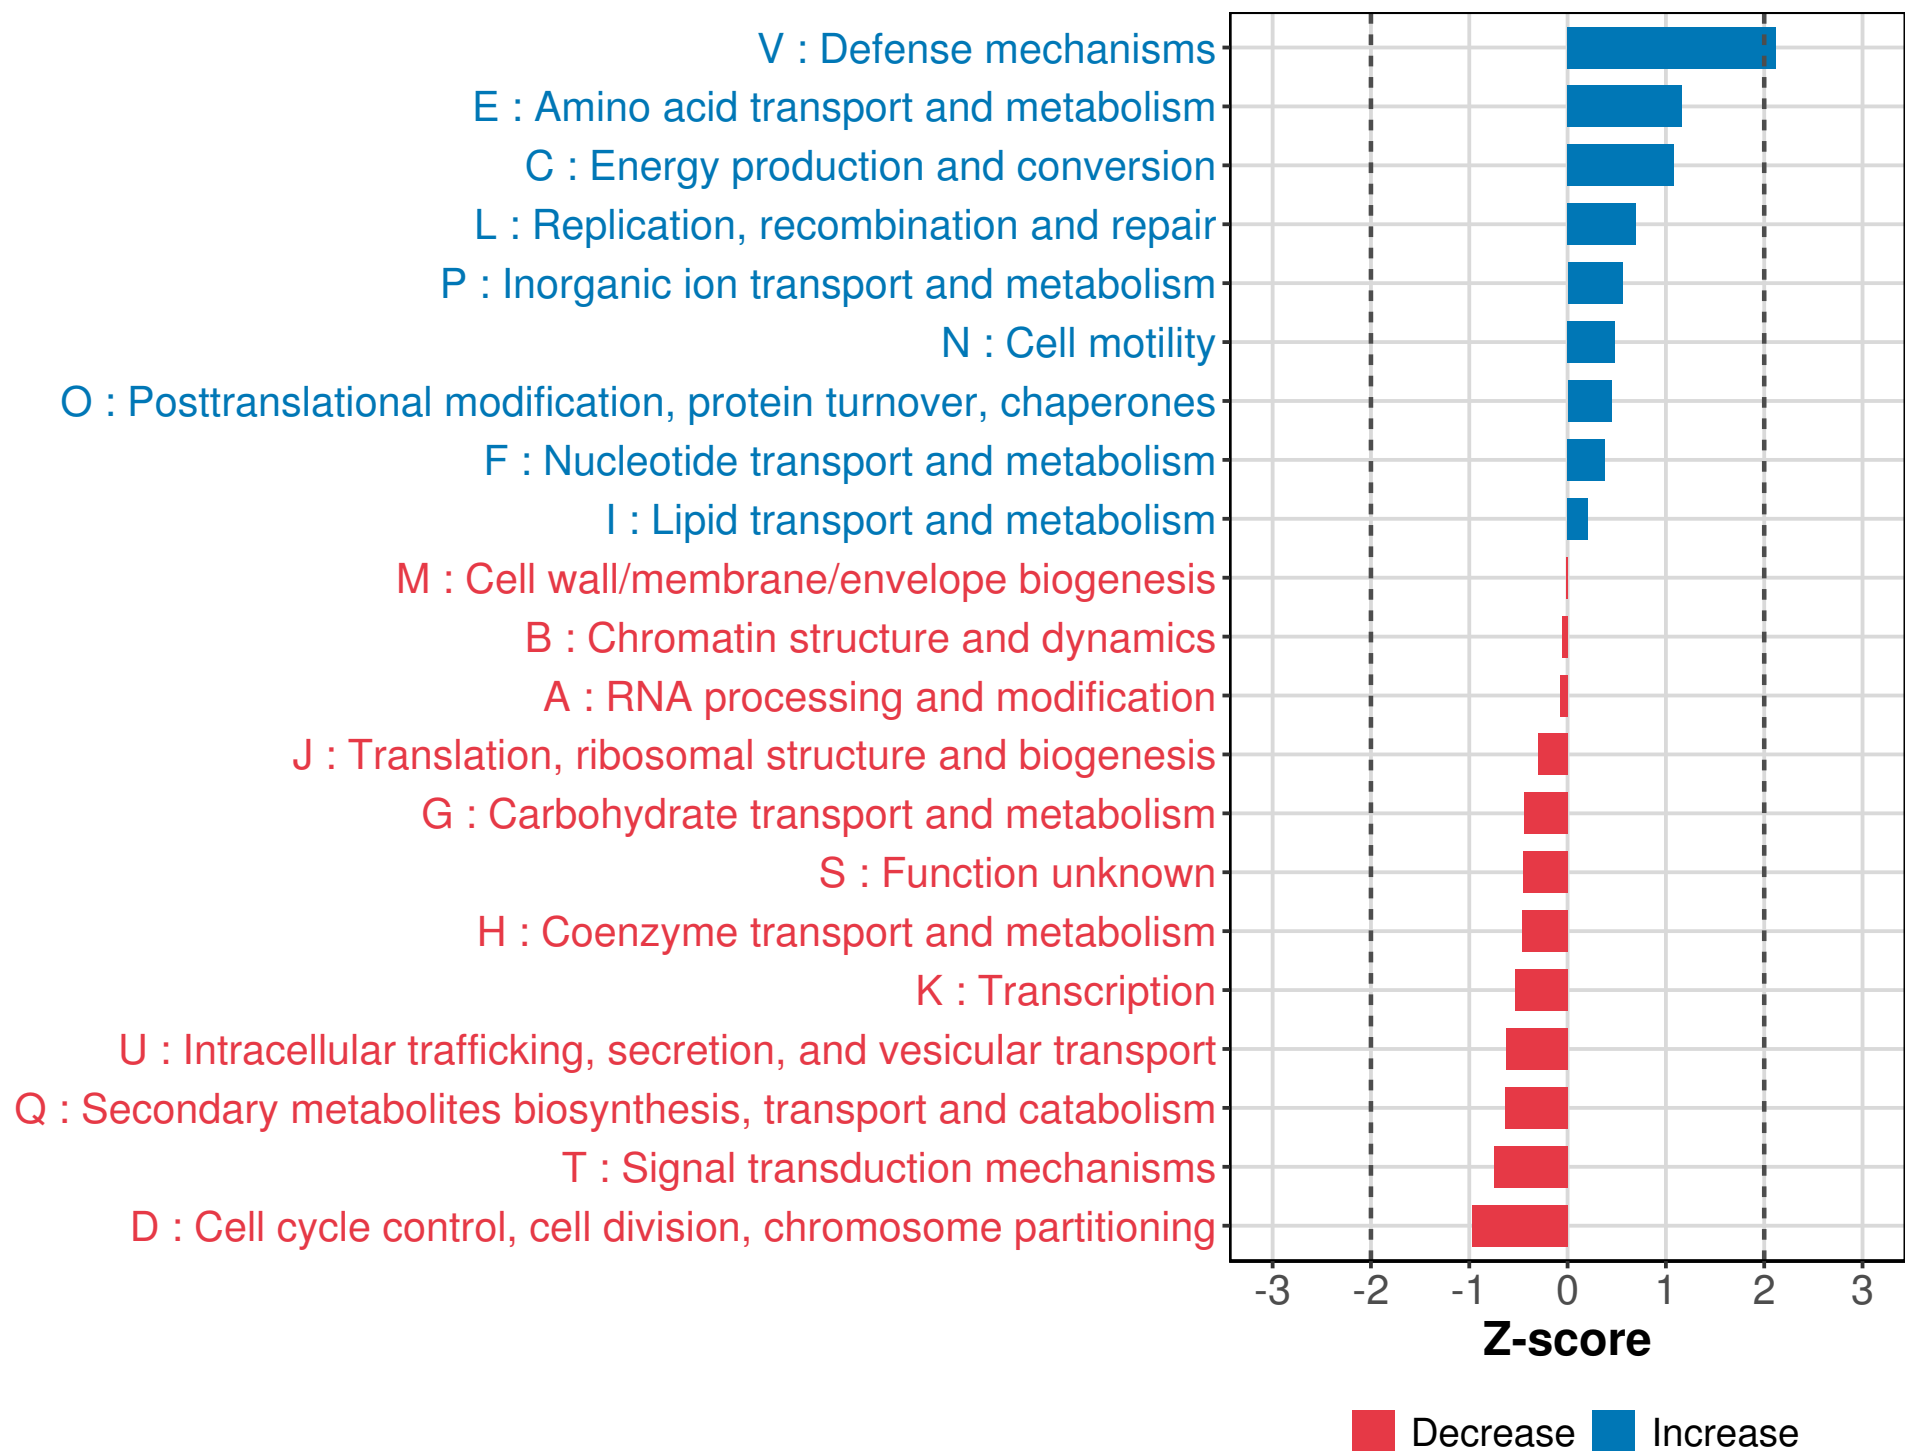 V : Defense mechanisms
E : Amino acid transport and metabolism
C : Energy production and conversion
L : Replication, recombination and repair
P : Inorganic ion transport and metabolism
N : Cell motility
O : Posttranslational modification, protein turnover, chaperones
F : Nucleotide transport and metabolism
I : Lipid transport and metabolism
M : Cell wall/membrane/envelope biogenesis
B : Chromatin structure and dynamics
A : RNA processing and modification
J : Translation, ribosomal structure and biogenesis
G : Carbohydrate transport and metabolism
S : Function unknown
H : Coenzyme transport and metabolism
K : Transcription
U : Intracellular trafficking, secretion, and vesicular transport
Q : Secondary metabolites biosynthesis, transport and catabolism
T : Signal transduction mechanisms
D : Cell cycle control, cell division, chromosome partitioning
-3 -2 -1 0 1 2 3
Z-score
Decrease Increase